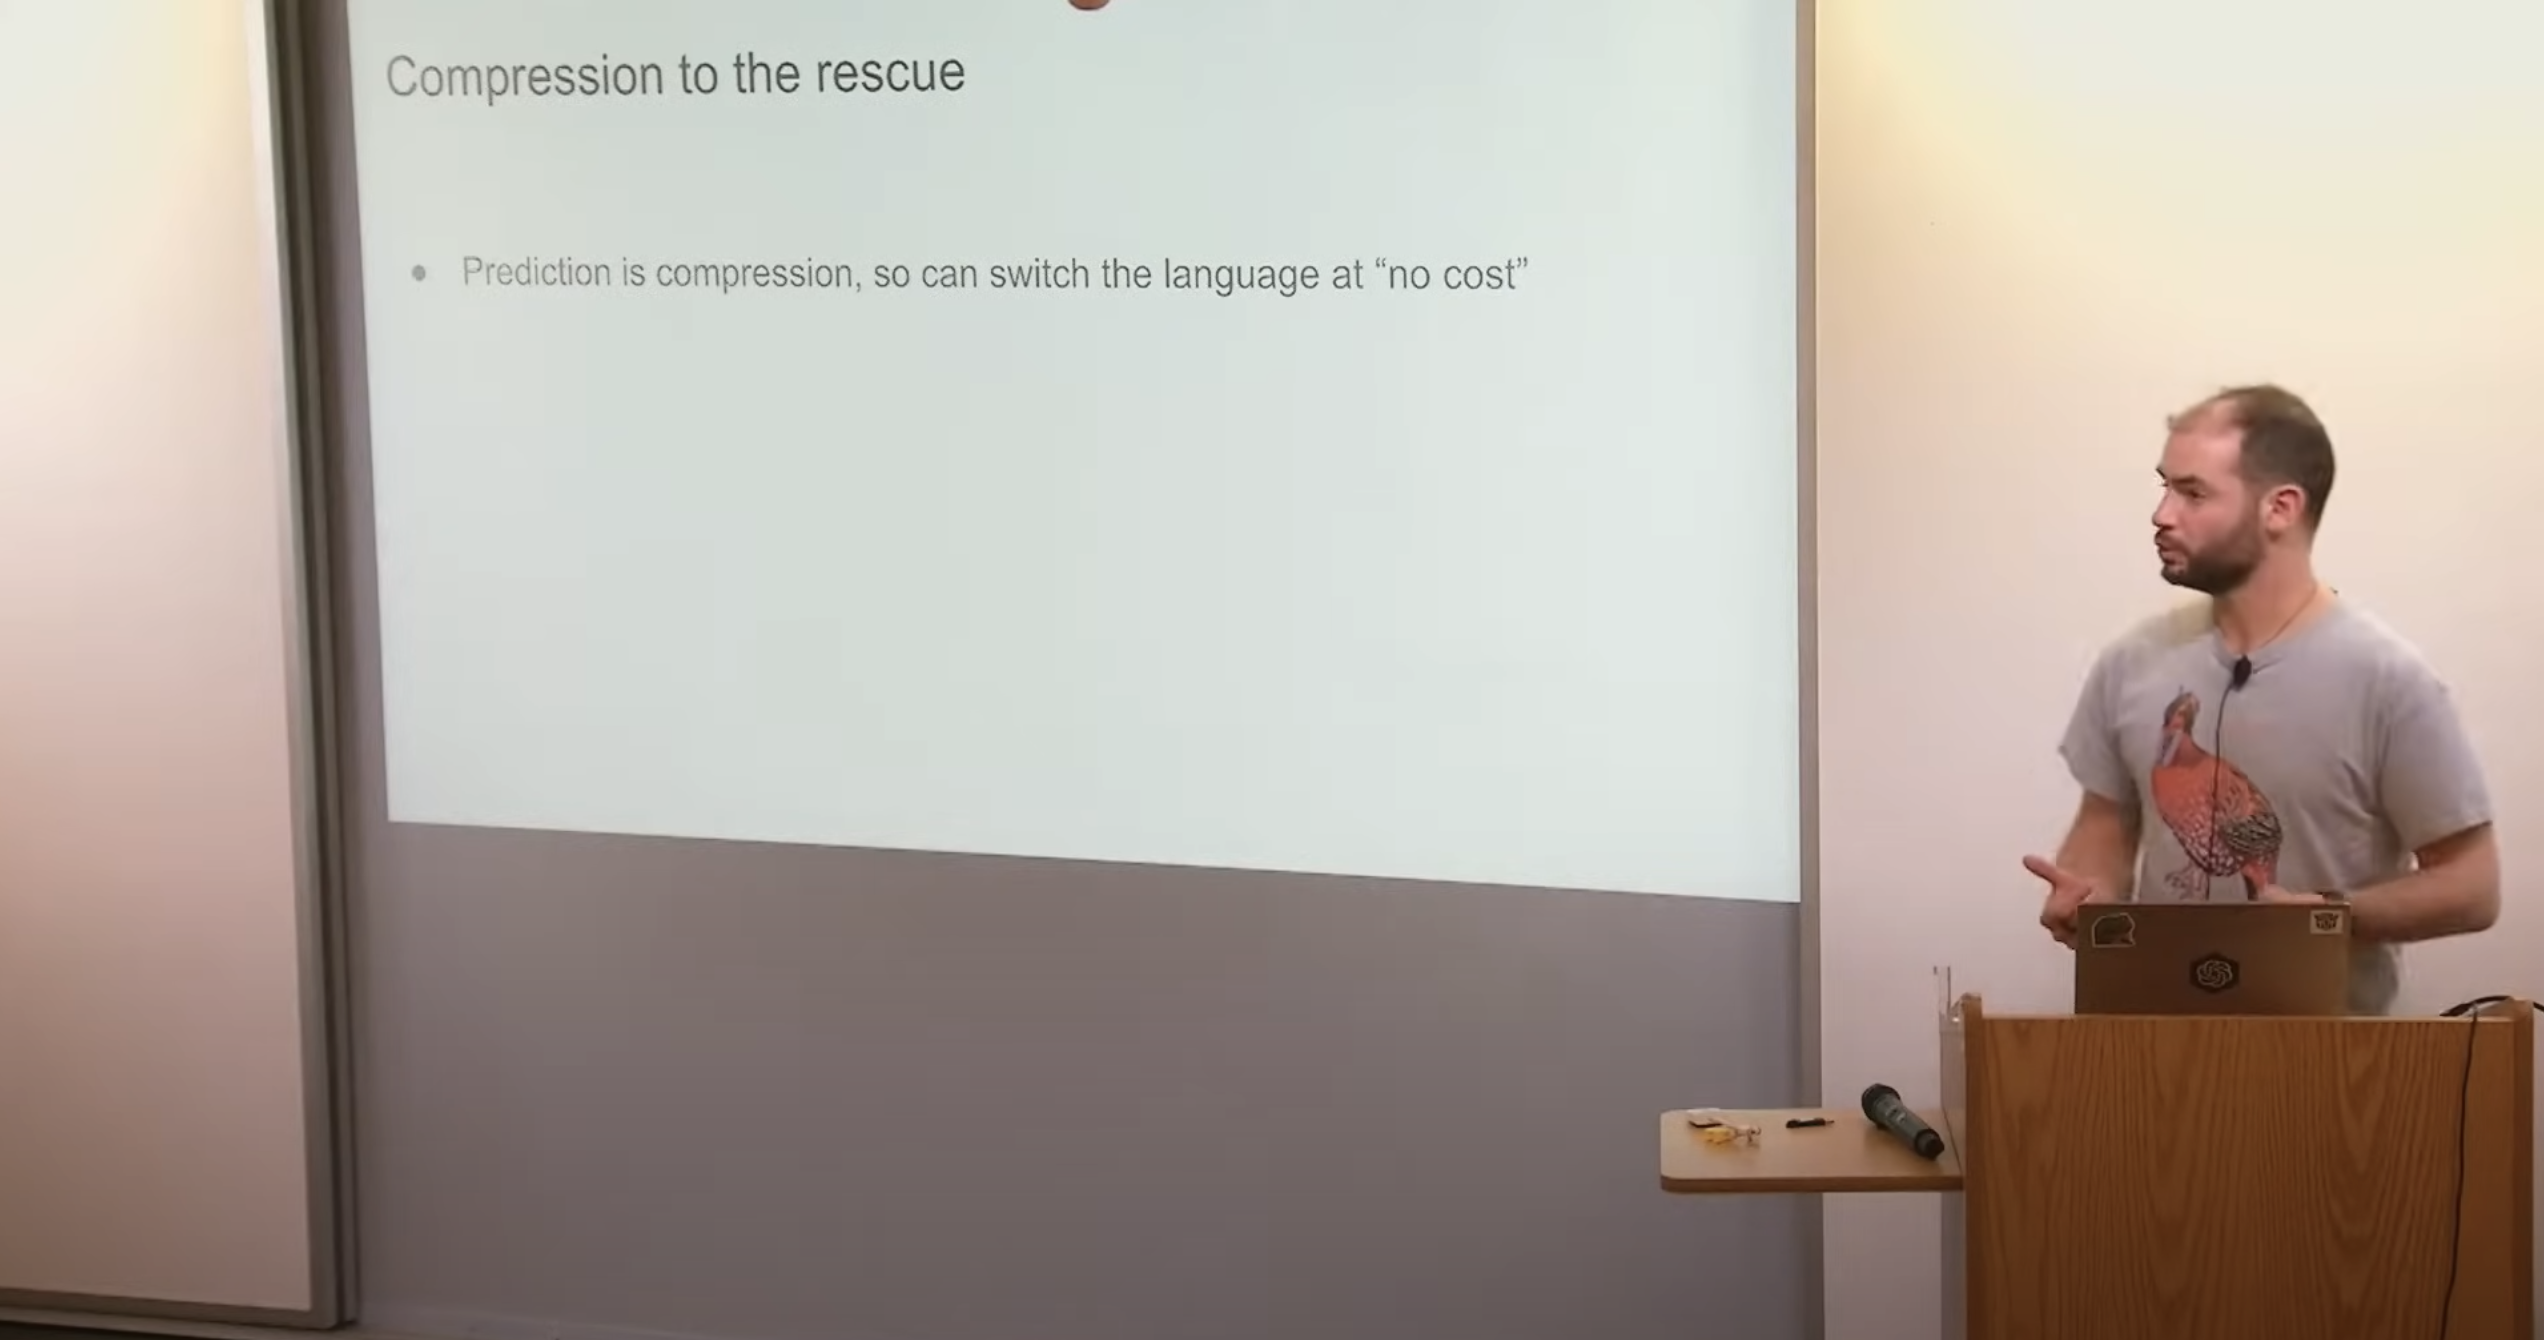 Compression to the rescue
● Prediction is compression, so can switch the language at “no cost”